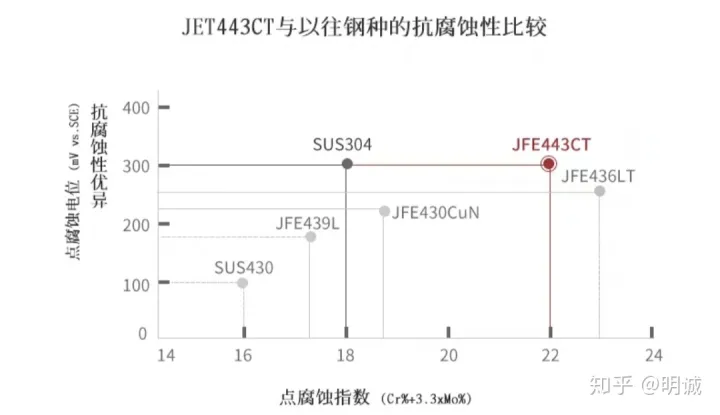 JET443CT与以往钢种的抗腐蚀性比较
抗腐蚀性优异
点腐蚀电位 (mV vs.SCE)
400
300
200
100
0
SUS304
JFE443CT
JFE436LT
JFE430CuN
JFE439L
SUS430
14
16
18
20
22
24
点腐蚀指数 (Cr%+3.3xMo%)
知乎 @明诚